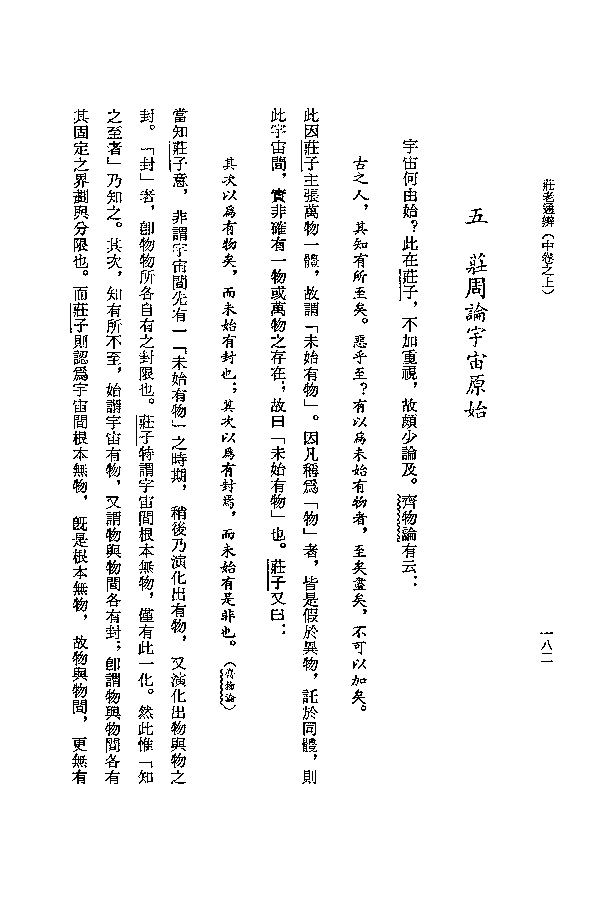 莊老通辨（中卷之上）
一八二
五　莊周論宇宙原始
宇宙何由始？此在莊子，不加重視，故頗少論及。齊物論有云：
古之人，其知有所至矣。惡乎至？有以爲未始有物者，至矣盡矣，不可以加矣。
此因莊子主張萬物一體，故謂「未始有物」。因凡稱爲「物」者，皆是假於異物，託於同體，則
此宇宙間，實非確有一物或萬物之存在；故曰「未始有物」也。莊子又曰：
其次以爲有物矣，而未始有封也；其次以爲有封焉，而未始有是非也。（齊物論）
當知莊子意，非謂宇宙間先有一「未始有物」之時期，稍後乃演化出有物，又演化出物與物之
封。「封」者，卽物物所各自有之封限也。莊子特謂宇宙間根本無物，僅有此一化。然此惟「知
之至者」乃知之。其次，知有所不至，始謂宇宙有物，又謂物與物間各有封；卽謂物與物間各有
其固定之界劃與分限也。而莊子則認爲宇宙間根本無物，旣是根本無物，故物與物間，更無有